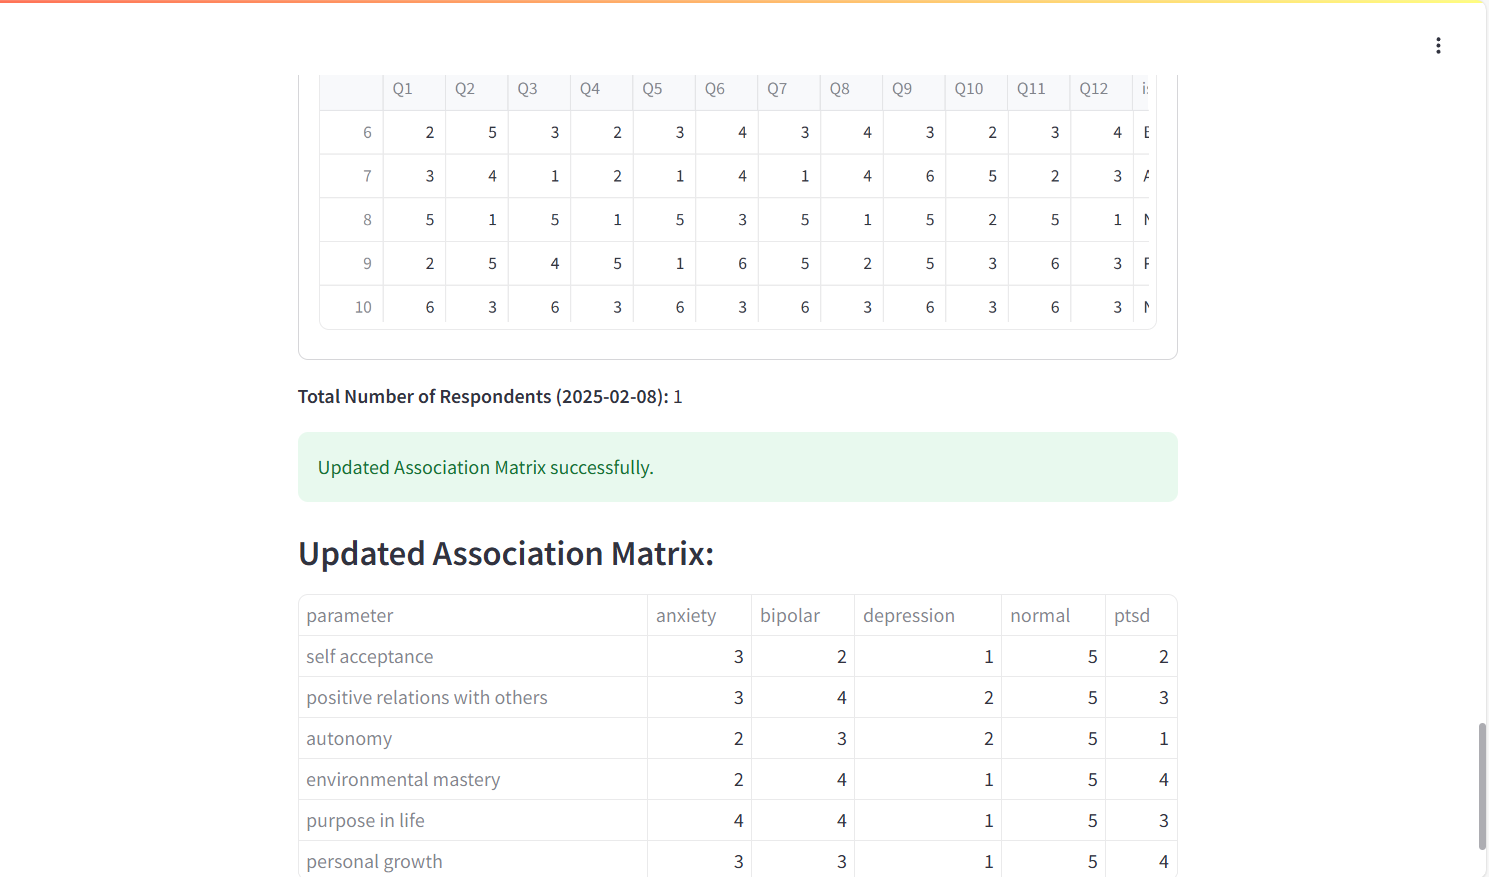 Q1 Q2 Q3 Q4 Q5 Q6 Q7 Q8 Q9 Q10 Q11 Q12
6 2 5 3 2 3 4 3 4 3 2 3 4
7 3 4 1 2 1 4 1 4 6 5 2 3
8 5 1 5 1 5 3 5 1 5 2 5 1
9 2 5 4 5 1 6 5 2 5 3 6 3
10 6 3 6 3 6 3 6 3 6 3 6 3
Total Number of Respondents (2025-02-08): 1
Updated Association Matrix successfully.
Updated Association Matrix:
parameter anxiety bipolar depression normal ptsd
self acceptance 3 2 1 5 2
positive relations with others 3 4 2 5 3
autonomy 2 3 2 5 1
environmental mastery 2 4 1 5 4
purpose in life 4 4 1 5 3
personal growth 3 3 1 5 4